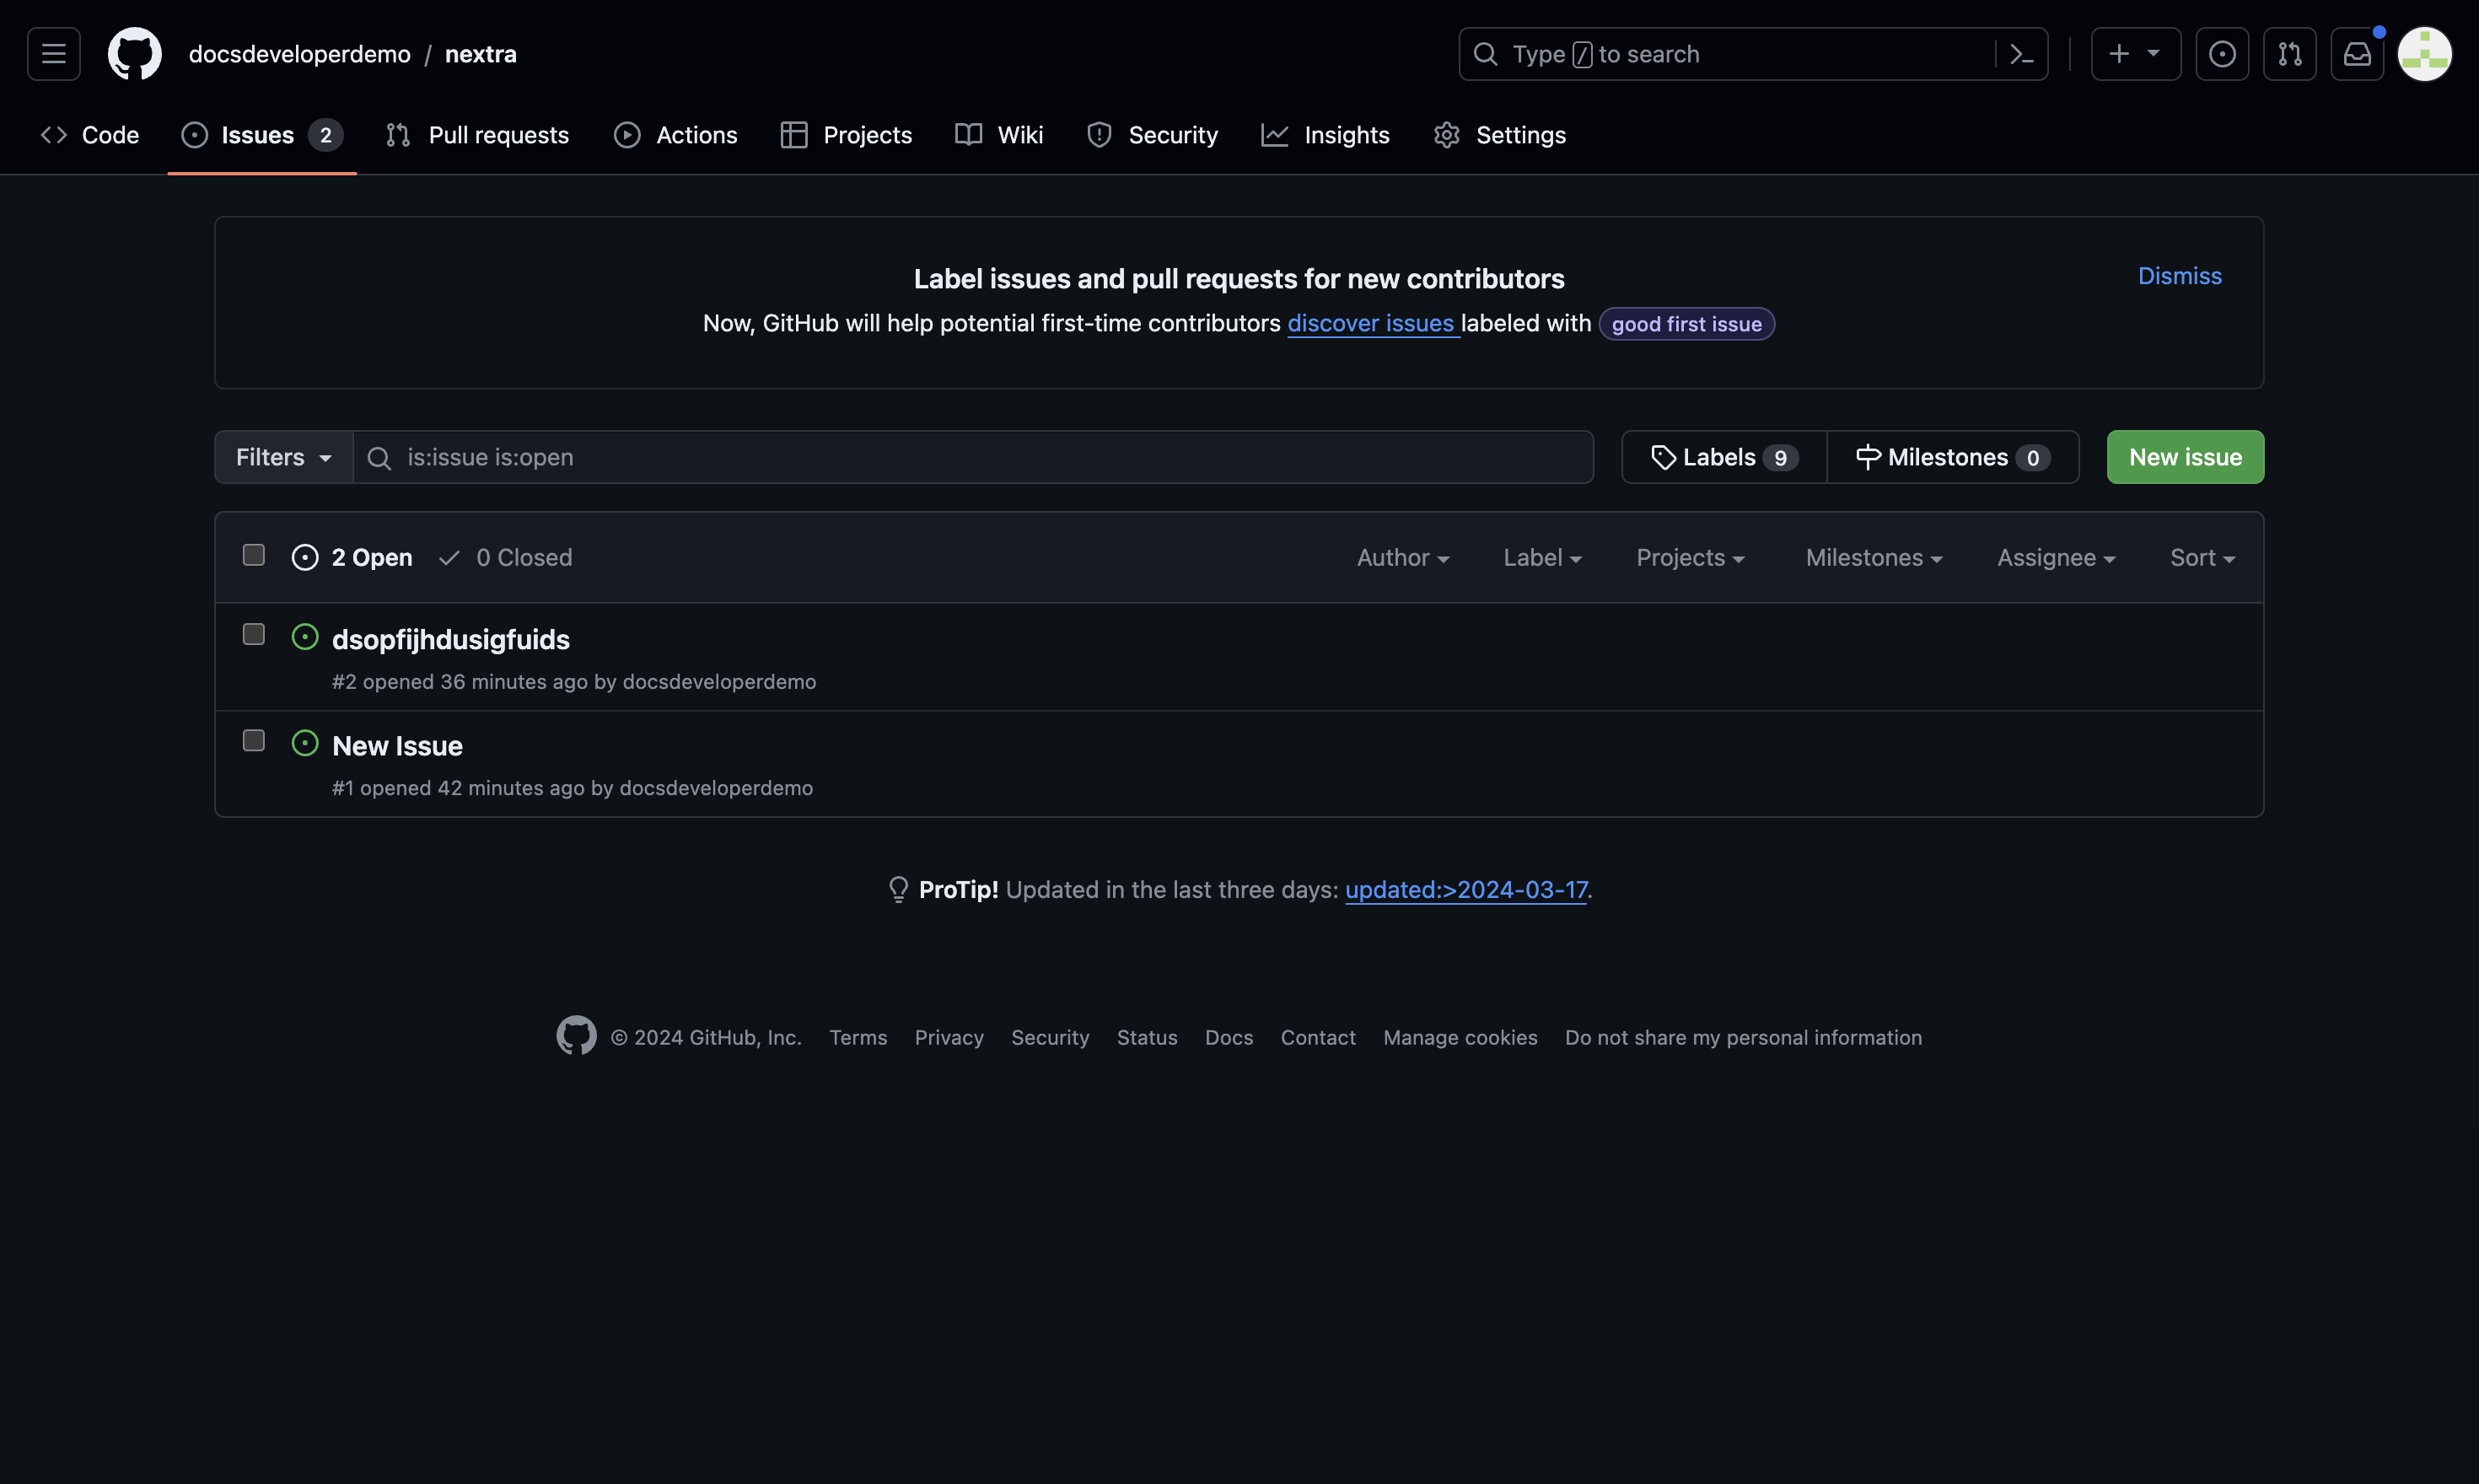 docsdeveloperdemo / nextra
Type / to search
Code
Issues 2
Pull requests
Actions
Projects
Wiki
Security
Insights
Settings
Label issues and pull requests for new contributors
Dismiss
Now, GitHub will help potential first-time contributors discover issues labeled with good first issue
Filters
is:issue is:open
Labels 9
Milestones 0
New issue
2 Open
0 Closed
Author
Label
Projects
Milestones
Assignee
Sort
dsopfijhdusigfuids
#2 opened 36 minutes ago by docsdeveloperdemo
New Issue
#1 opened 42 minutes ago by docsdeveloperdemo
ProTip! Updated in the last three days: updated:>2024-03-17.
© 2024 GitHub, Inc.
Terms
Privacy
Security
Status
Docs
Contact
Manage cookies
Do not share my personal information